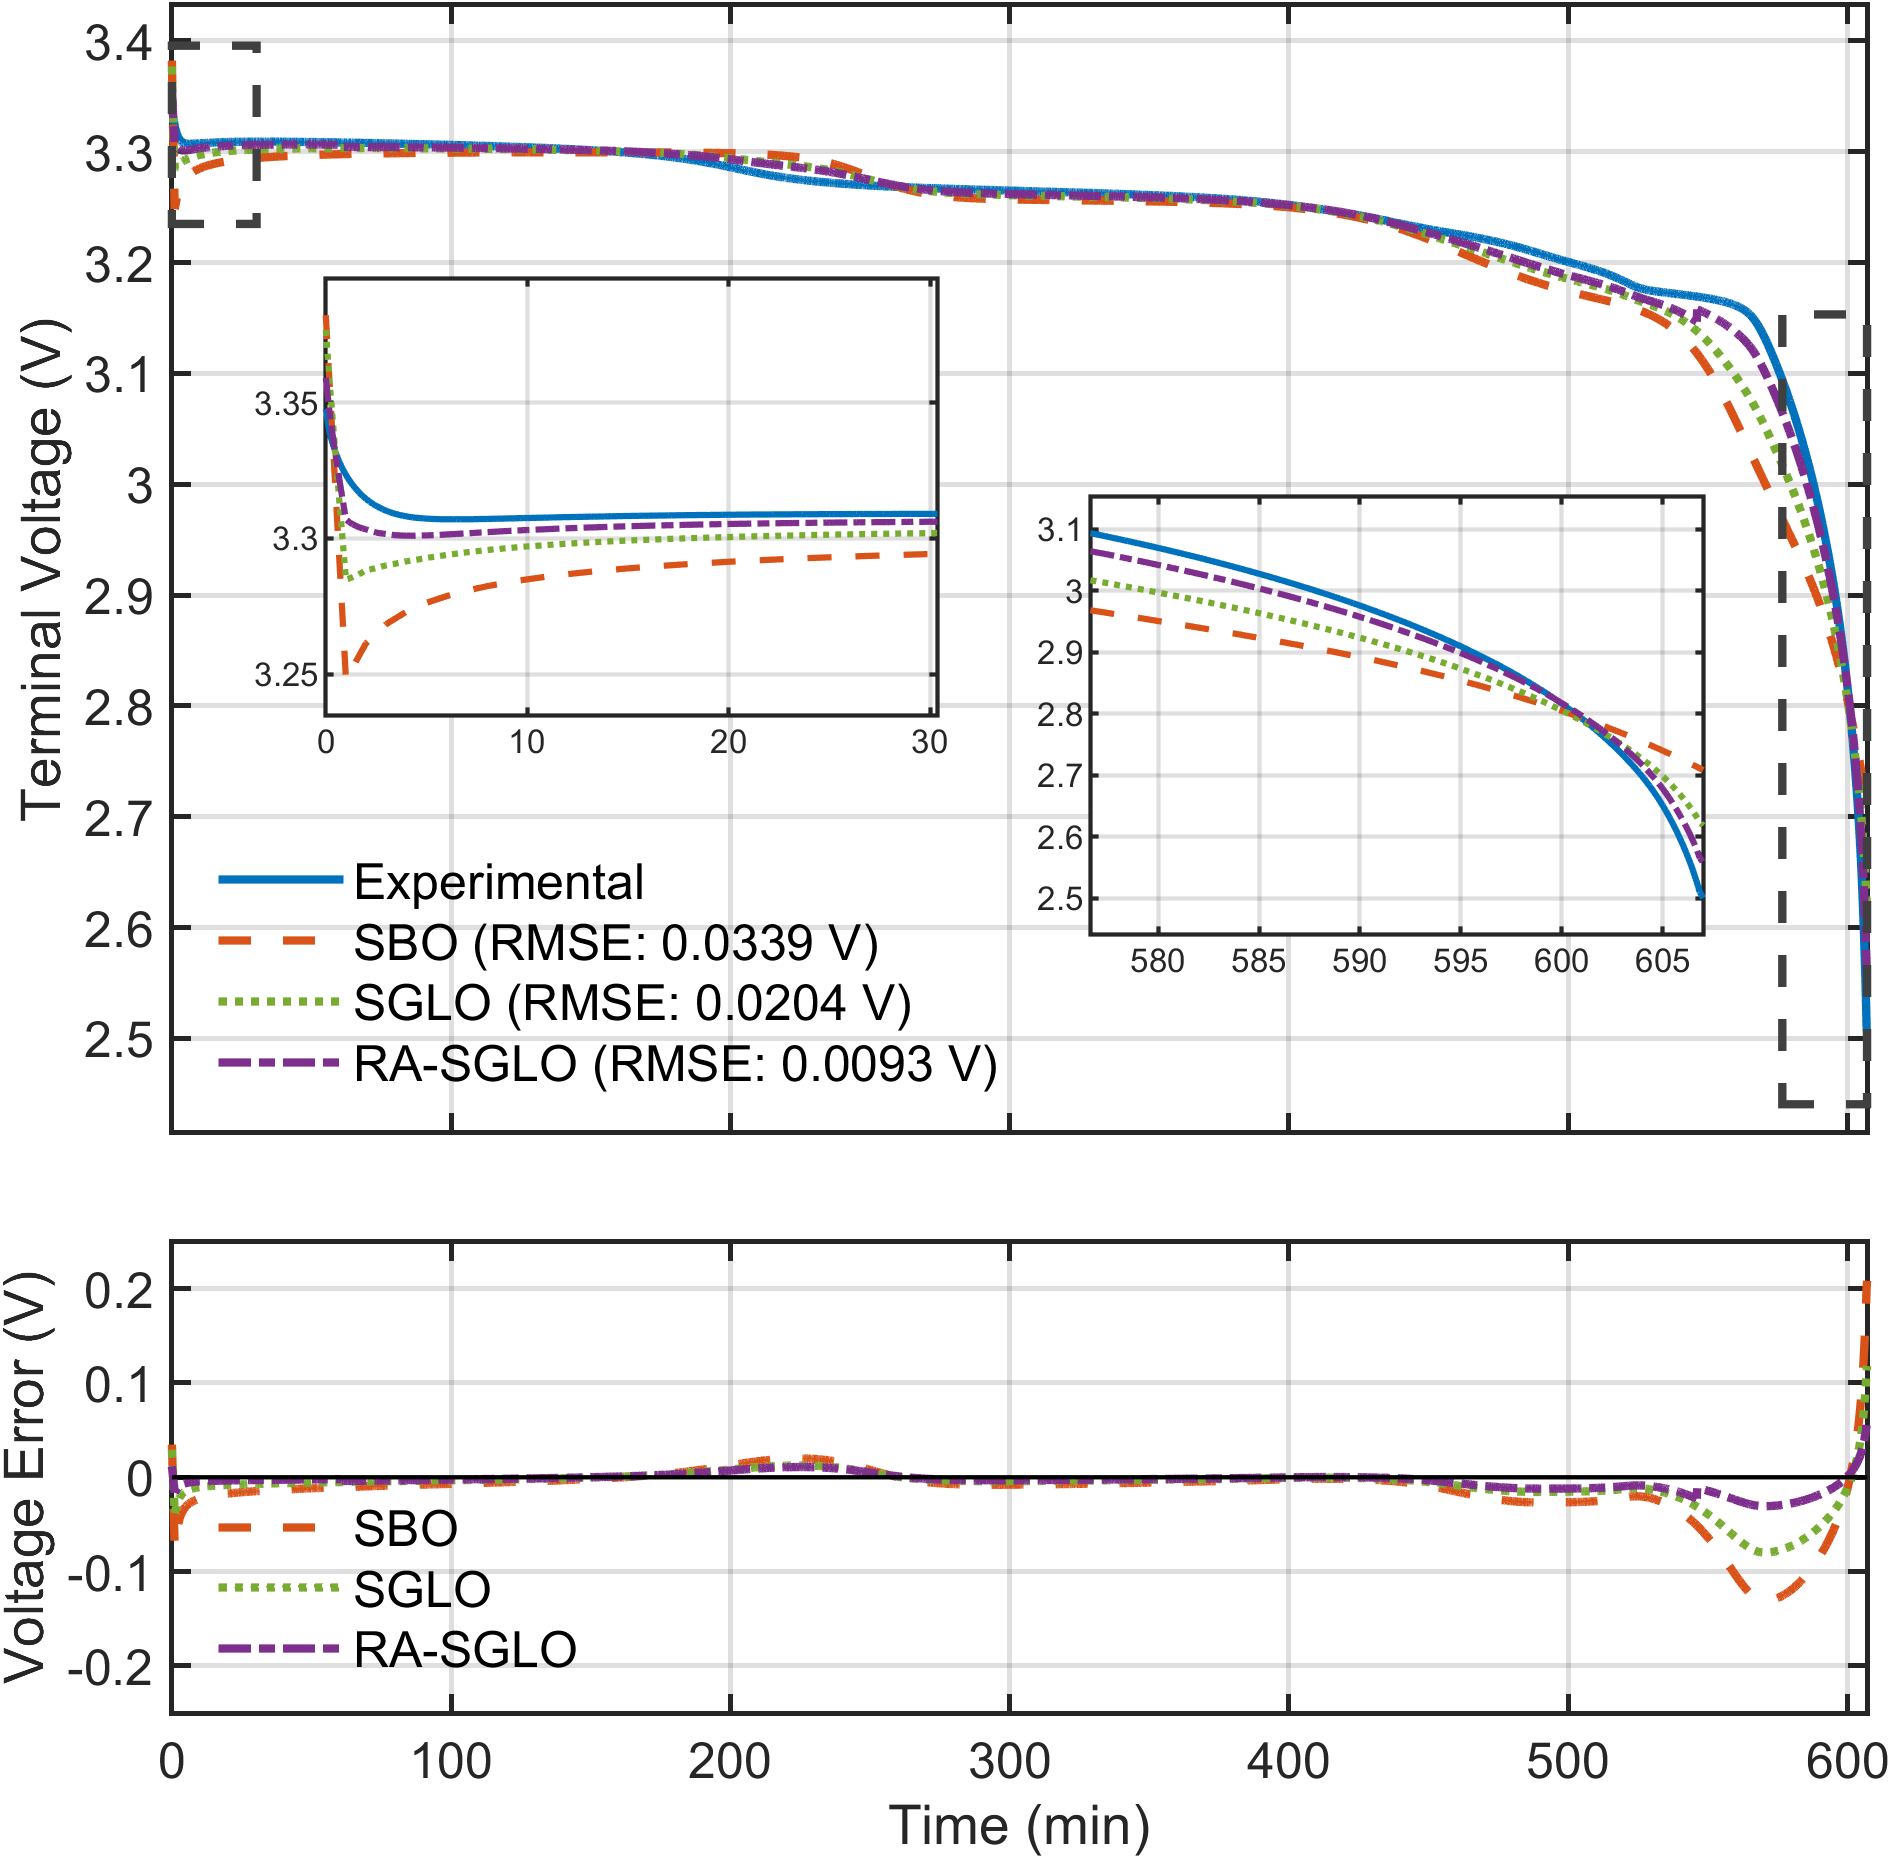 Terminal Voltage (V)
3.4
3.3
3.2
3.1
3
2.9
2.8
2.7
2.6
2.5
3.35
3.3
3.25
0 10 20 30
3.1
3
2.9
2.8
2.7
2.6
2.5
580 585 590 595 600 605
Experimental
SBO (RMSE: 0.0339 V)
SGLO (RMSE: 0.0204 V)
RA-SGLO (RMSE: 0.0093 V)
Voltage Error (V)
0.2
0.1
0
-0.1
-0.2
SBO
SGLO
RA-SGLO
0 100 200 300 400 500 600
Time (min)